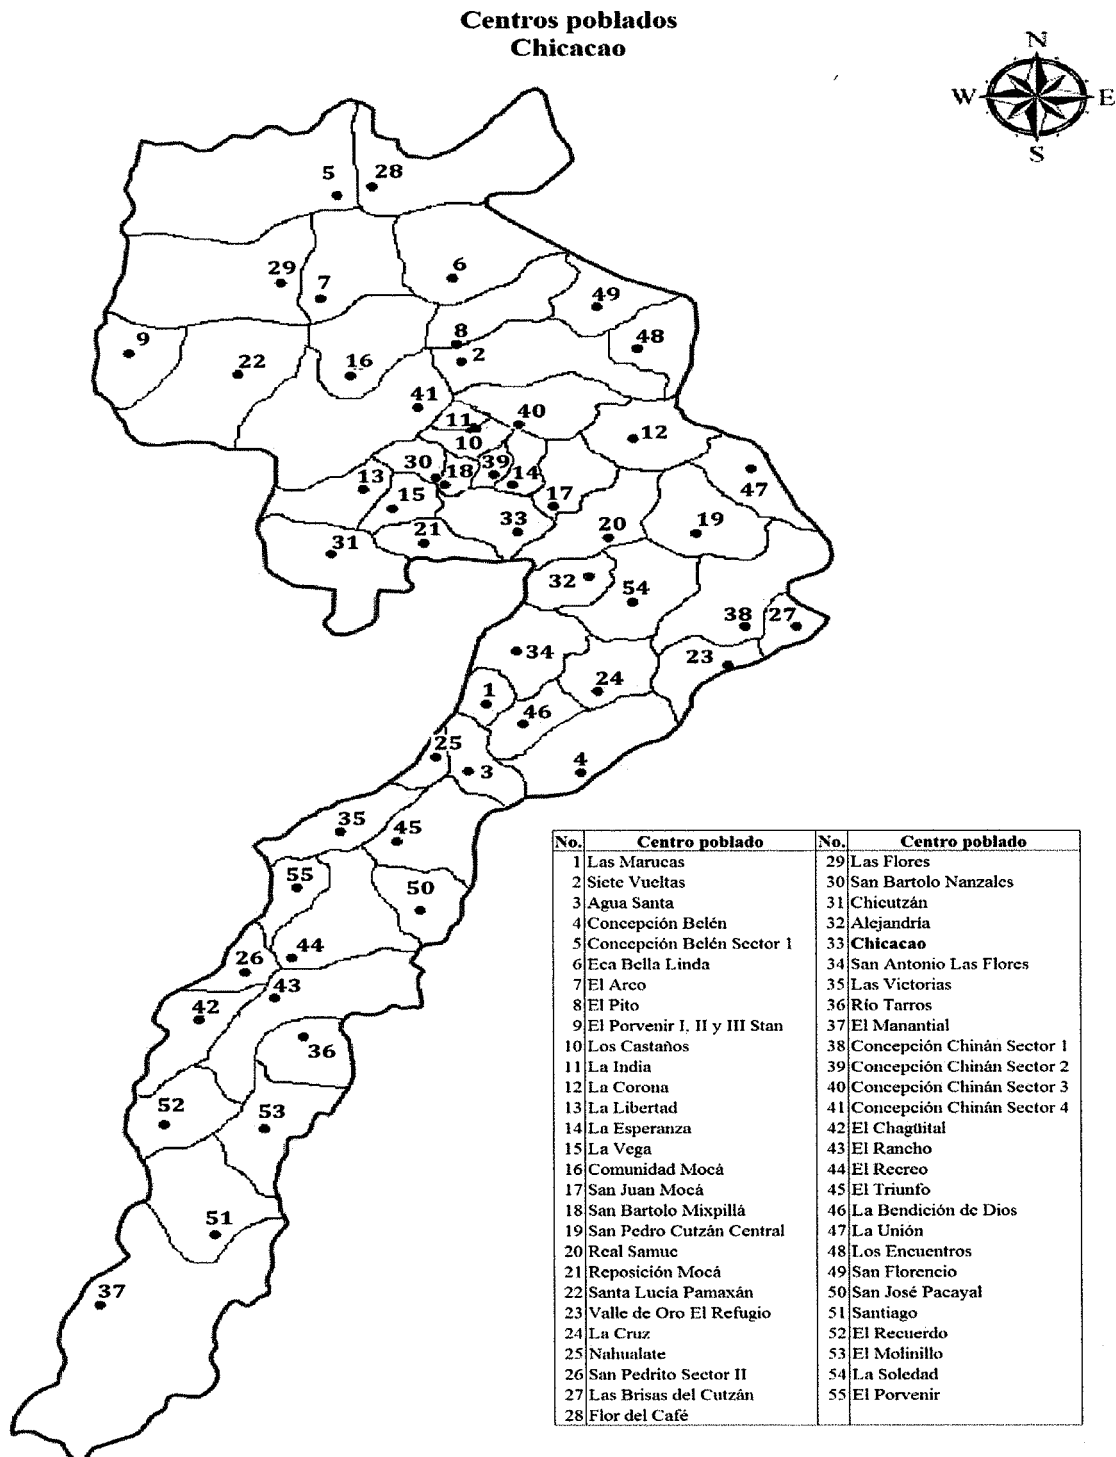 Centros poblados
Chicacao
N
W E
S
5 28
29 7 6
49
9 22 16 8 2 48
41 11 40 12
10
30 18 39 14 47
13 15 17
33 20 19
31 21
32 54
38 27
34 23
1 24
46
25
3 4
35 45
55
50
44
26
43
42
36
52 53
51
37
No. Centro poblado No. Centro poblado
1 Las Marucas 29 Las Flores
2 Siete Vueltas 30 San Bartolo Nanzales
3 Agua Santa 31 Chicutzán
4 Concepción Belén 32 Alejandría
5 Concepción Belén Sector 1 33 Chicacao
6 Eca Bella Linda 34 San Antonio Las Flores
7 El Arco 35 Las Victorias
8 El Pito 36 Río Tarros
9 El Porvenir I, II y III Stan 37 El Manantial
10 Los Castaños 38 Concepción Chinán Sector 1
11 La India 39 Concepción Chinán Sector 2
12 La Corona 40 Concepción Chinán Sector 3
13 La Libertad 41 Concepción Chinán Sector 4
14 La Esperanza 42 El Chagüital
15 La Vega 43 El Rancho
16 Comunidad Mocá 44 El Recreo
17 San Juan Mocá 45 El Triunfo
18 San Bartolo Mixpillá 46 La Bendición de Dios
19 San Pedro Cutzán Central 47 La Unión
20 Real Samuc 48 Los Encuentros
21 Reposición Mocá 49 San Florencio
22 Santa Lucía Pamaxán 50 San José Pacayal
23 Valle de Oro El Refugio 51 Santiago
24 La Cruz 52 El Recuerdo
25 Nahualate 53 El Molinillo
26 San Pedrito Sector II 54 La Soledad
27 Las Brisas del Cutzán 55 El Porvenir
28 Flor del Café